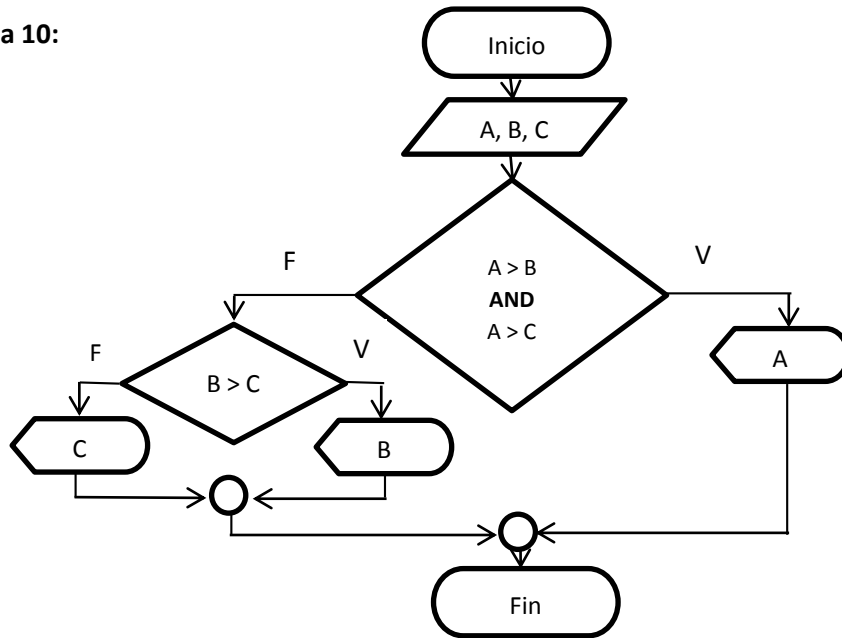 a 10:
Inicio
A, B, C
F
V
A > B
AND
A > C
F
V
A
B > C
C
B
Fin